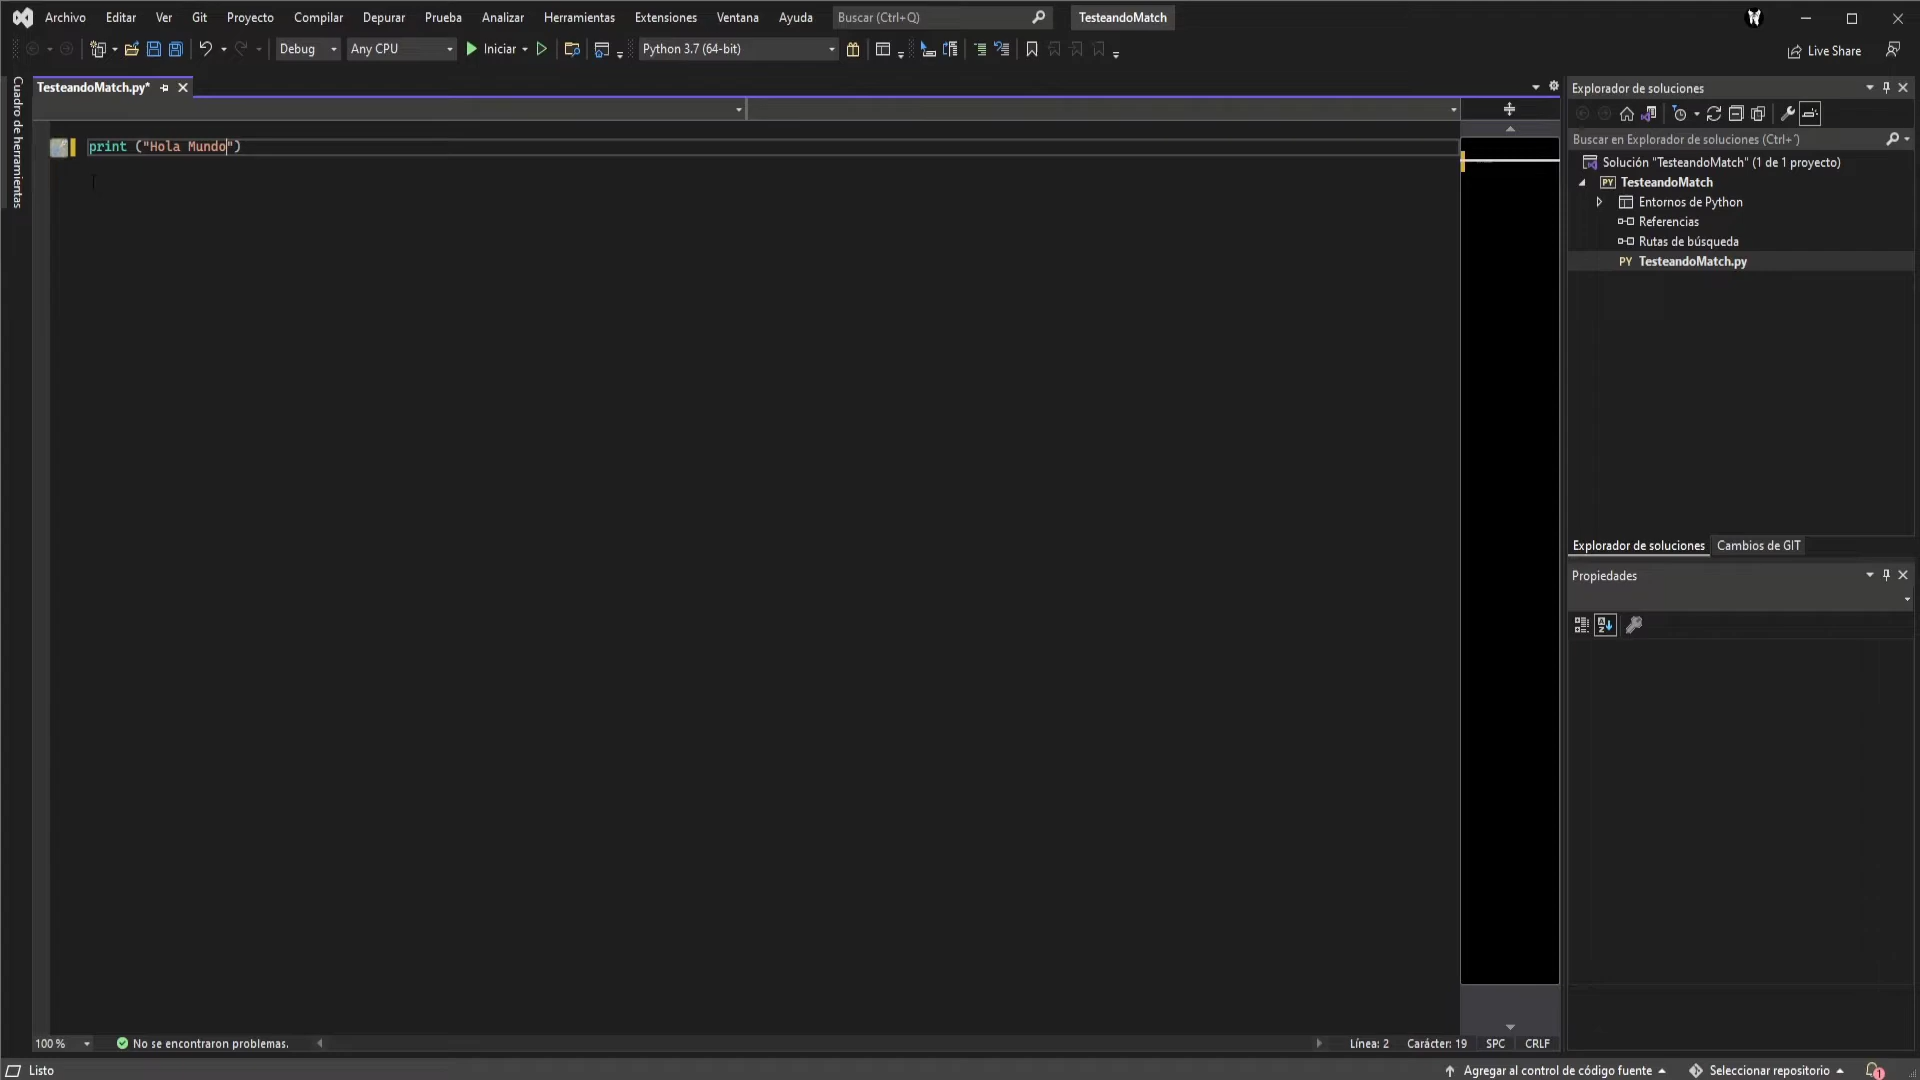 Archivo Editar Ver Git Proyecto Compilar Depurar Prueba Analizar Herramientas Extensiones Ventana Ayuda Buscar (Ctrl+Q) TesteandoMatch
Debug Any CPU Iniciar Python 3.7 (64-bit) Live Share
Cuadro de herramientas
TesteandoMatch.py*
print ("Hola Mundo")
Explorador de soluciones
Buscar en Explorador de soluciones (Ctrl+´)
Solución "TesteandoMatch" (1 de 1 proyecto)
PY TesteandoMatch
Entornos de Python
Referencias
Rutas de búsqueda
PY TesteandoMatch.py
Explorador de soluciones Cambios de GIT
Propiedades
100 % No se encontraron problemas. Línea: 2 Carácter: 19 SPC CRLF
Listo Agregar al control de código fuente Seleccionar repositorio 1